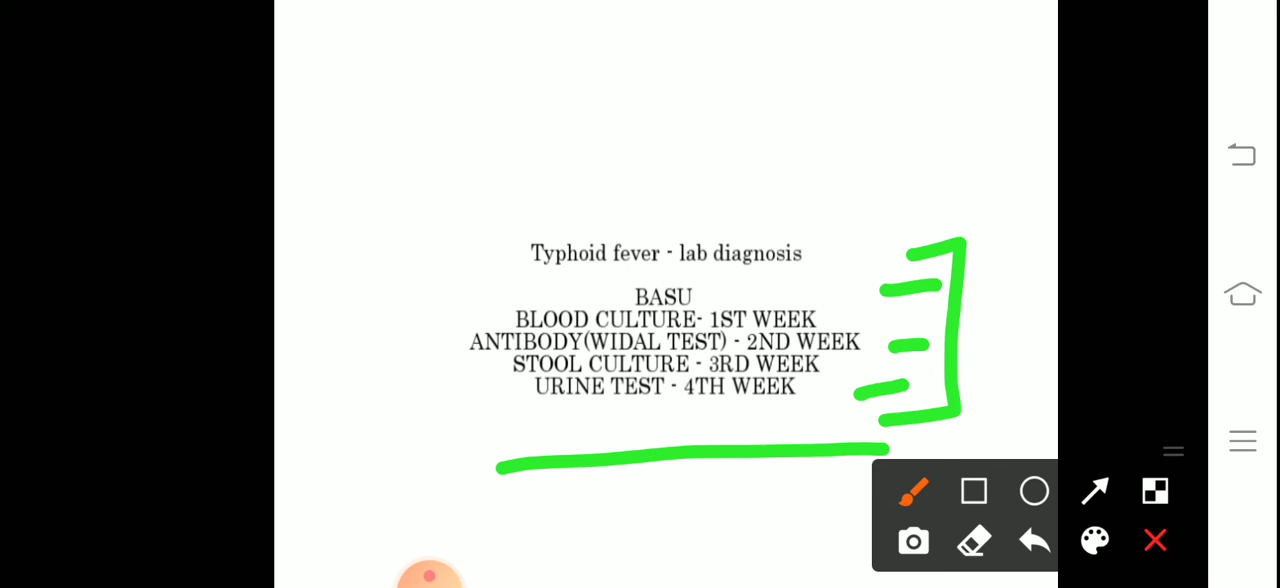 Typhoid fever - lab diagnosis
BASU
BLOOD CULTURE- 1ST WEEK
ANTIBODY(WIDAL TEST) - 2ND WEEK
STOOL CULTURE - 3RD WEEK
URINE TEST - 4TH WEEK